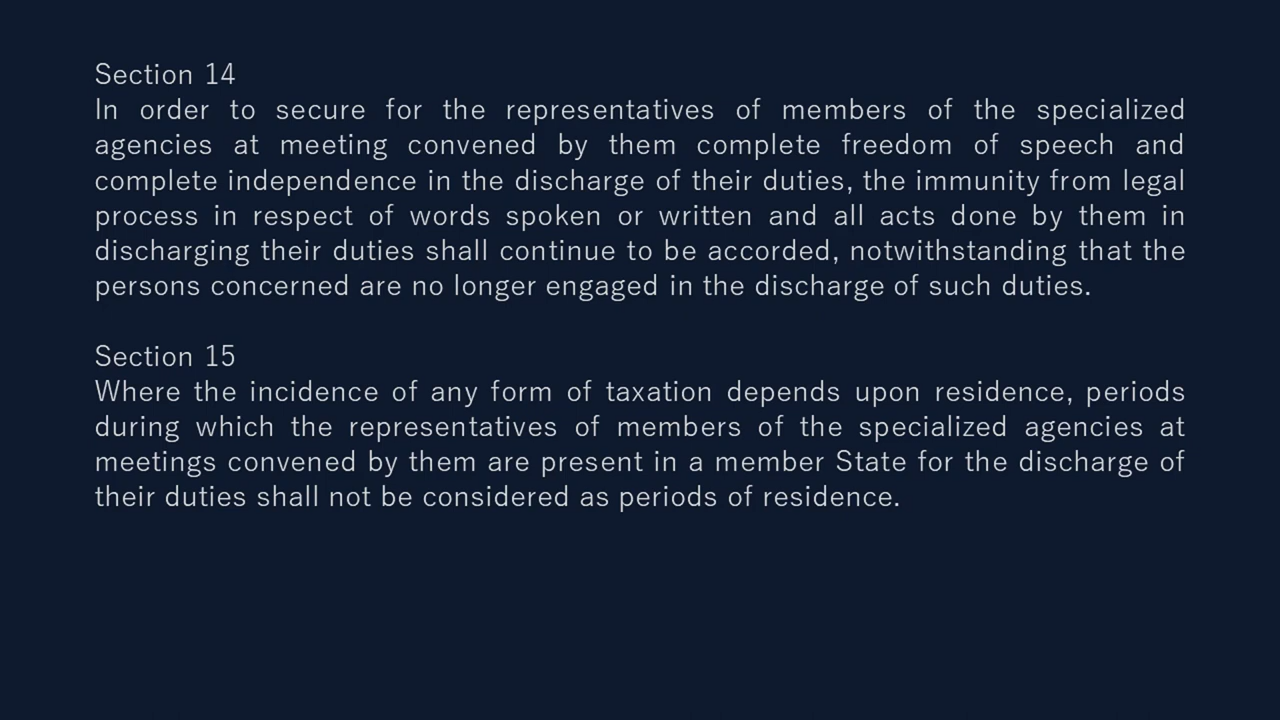 Section 14
In order to secure for the representatives of members of the specialized
agencies at meeting convened by them complete freedom of speech and
complete independence in the discharge of their duties, the immunity from legal
process in respect of words spoken or written and all acts done by them in
discharging their duties shall continue to be accorded, notwithstanding that the
persons concerned are no longer engaged in the discharge of such duties.
Section 15
Where the incidence of any form of taxation depends upon residence, periods
during which the representatives of members of the specialized agencies at
meetings convened by them are present in a member State for the discharge of
their duties shall not be considered as periods of residence.